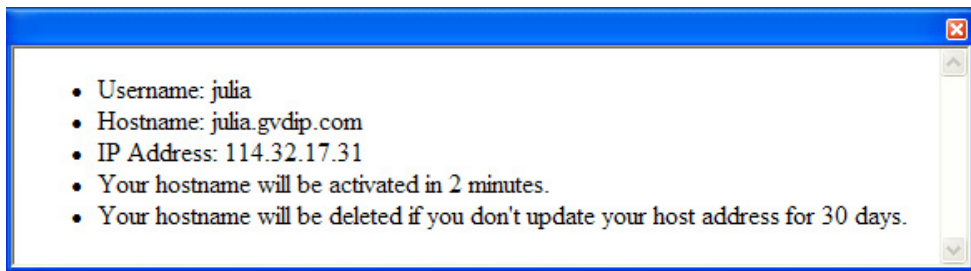 • Username: julia
• Hostname: julia.gvdip.com
• IP Address: 114.32.17.31
• Your hostname will be activated in 2 minutes.
• Your hostname will be deleted if you don't update your host address for 30 days.